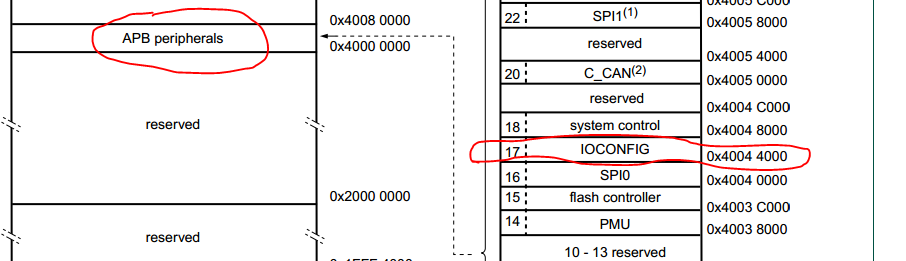 0x4008 0000
APB peripherals
0x4000 0000
reserved
0x2000 0000
reserved
22 SPI1(1)
0x4005 8000
reserved
0x4005 4000
20 C_CAN(2)
0x4005 0000
reserved
0x4004 C000
18 system control
0x4004 8000
17 IOCONFIG
0x4004 4000
16 SPI0
0x4004 0000
15 flash controller
0x4003 C000
14 PMU
0x4003 8000
10 - 13 reserved